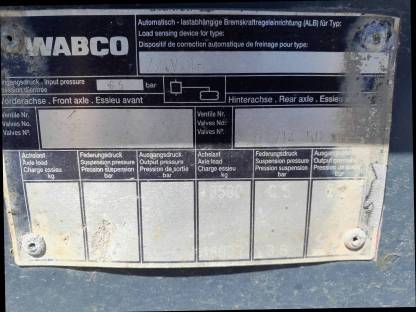 WABCO
Automatisch - lastabhängige Bremskraftregeleinrichtung (ALB) für Typ:
Load sensing device for type:
Dispositif de correction automatique de freinage pour type:
Input pressure
bar
Vorderachse . Front axle . Essieu avant
Hinterachse . Rear axle . Essieu
Ventile Nr.
Valves No.
Valves Nº.
Ventile Nr.
Valves No.
Valves Nº.
Achslast
Axle load
Charge essieu
kg
Federungsdruck
Suspension pressure
Pression suspension
bar
Ausgangsdruck
Output pressure
Pression de sortie
bar
Achslast
Axle load
Charge essieu
kg
Federungsdruck
Suspension pressure
Pression suspension
bar
Ausgangsdruck
Output
Pression
bar